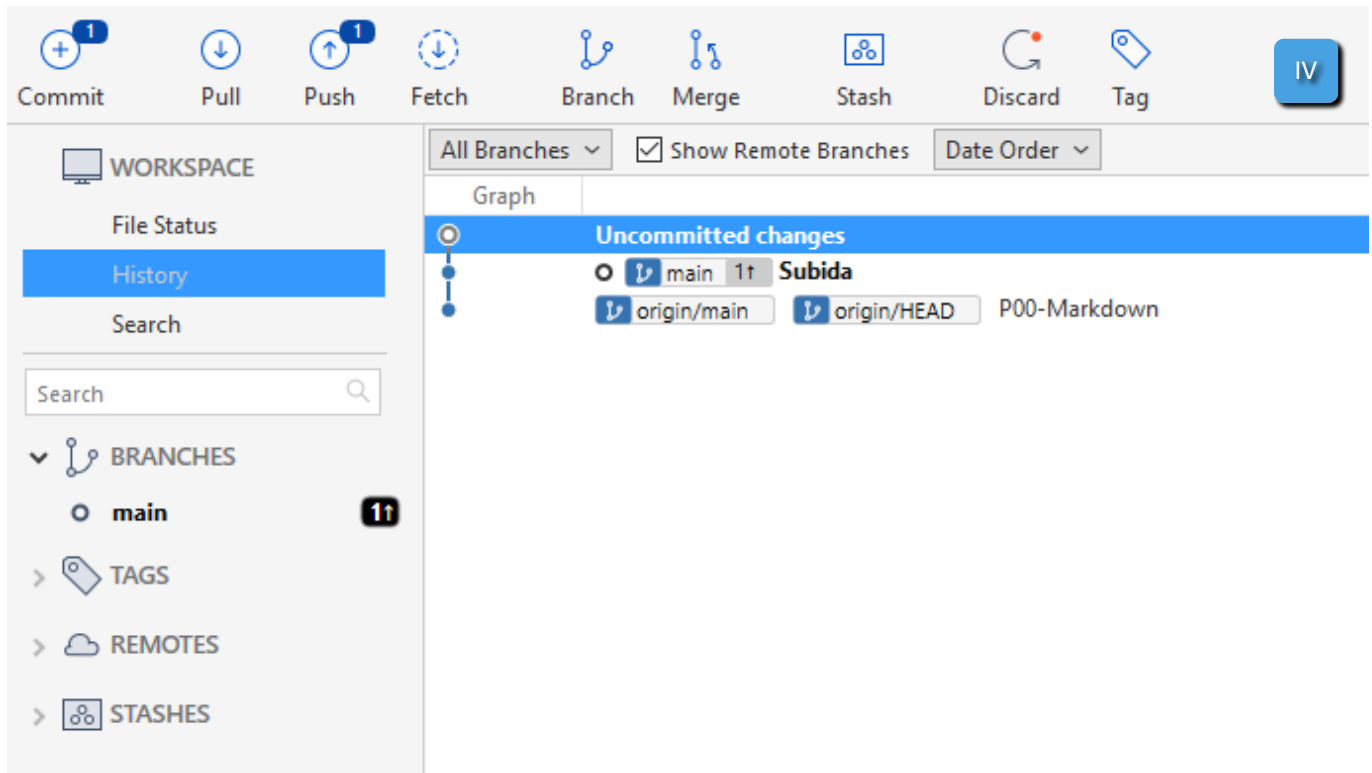 1 1
Commit Pull Push Fetch Branch Merge Stash Discard Tag IV
WORKSPACE
File Status
History
Search
Search
BRANCHES
main 1↑
TAGS
REMOTES
STASHES
All Branches Show Remote Branches Date Order
Graph
Uncommitted changes
main 1↑ Subida
origin/main origin/HEAD P00-Markdown